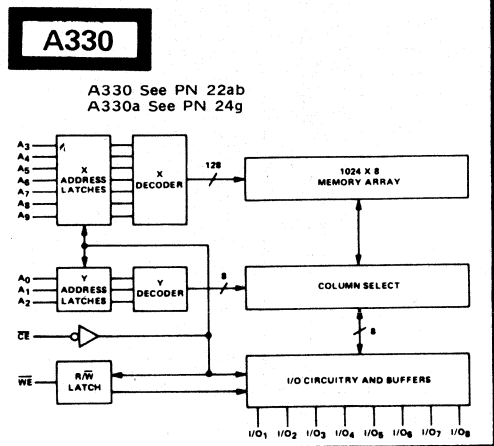 A330
A330 See PN 22ab
A330a See PN 24g
A3
A4
A5
A6
A7
A8
A9
X
ADDRESS
LATCHES
X
DECODER
128
1024 X 8
MEMORY ARRAY
A0
A1
A2
Y
ADDRESS
LATCHES
Y
DECODER
8
COLUMN SELECT
CE
8
WE
R/W
LATCH
I/O CIRCUITRY AND BUFFERS
I/O1 I/O2 I/O3 I/O4 I/O5 I/O6 I/O7 I/O8